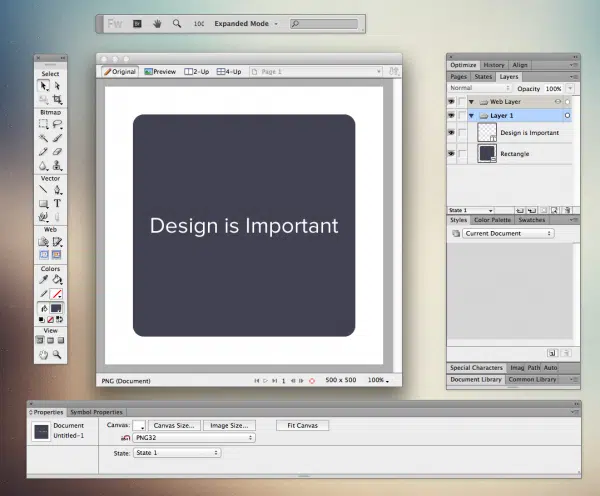 Fw 100 Expanded Mode
Select
Bitmap
Vector
Web
Colors
View
Original Preview 2-Up 4-Up Page 1
Design is Important
PNG (Document) 1 500 x 500 100%
Optimize History Align
Pages States Layers
Normal Opacity 100%
Web Layer
Layer 1
Design is Important
Rectangle
State 1
Styles Color Palette Swatches
Current Document
Special Characters Imag Path Auto
Document Library Common Library
Properties Symbol Properties
Document
Untitled-1
Canvas: Canvas Size... Image Size... Fit Canvas
PNG32
State: State 1